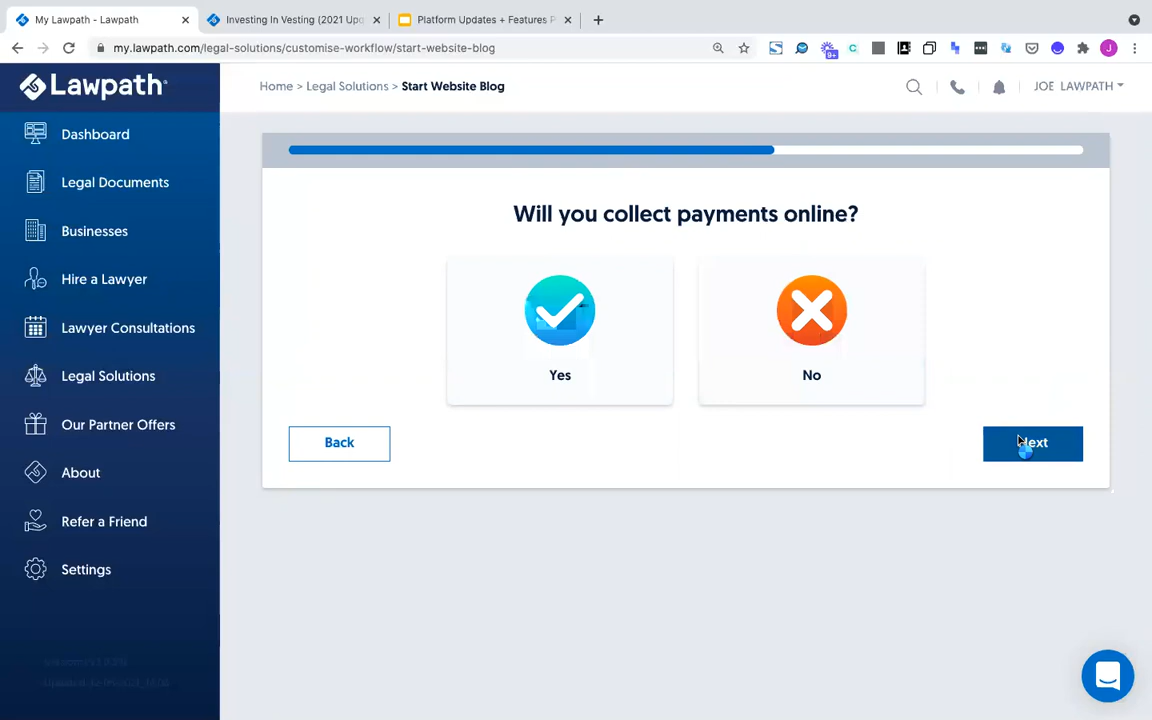 My Lawpath - Lawpath
Investing In Vesting (2021 Upd
Platform Updates + Features P
my.lawpath.com/legal-solutions/customise-workflow/start-website-blog
9+
J
Lawpath
Home > Legal Solutions > Start Website Blog
JOE LAWPATH
Dashboard
Legal Documents
Businesses
Hire a Lawyer
Lawyer Consultations
Legal Solutions
Our Partner Offers
About
Refer a Friend
Settings
Will you collect payments online?
Yes
No
Back
Next